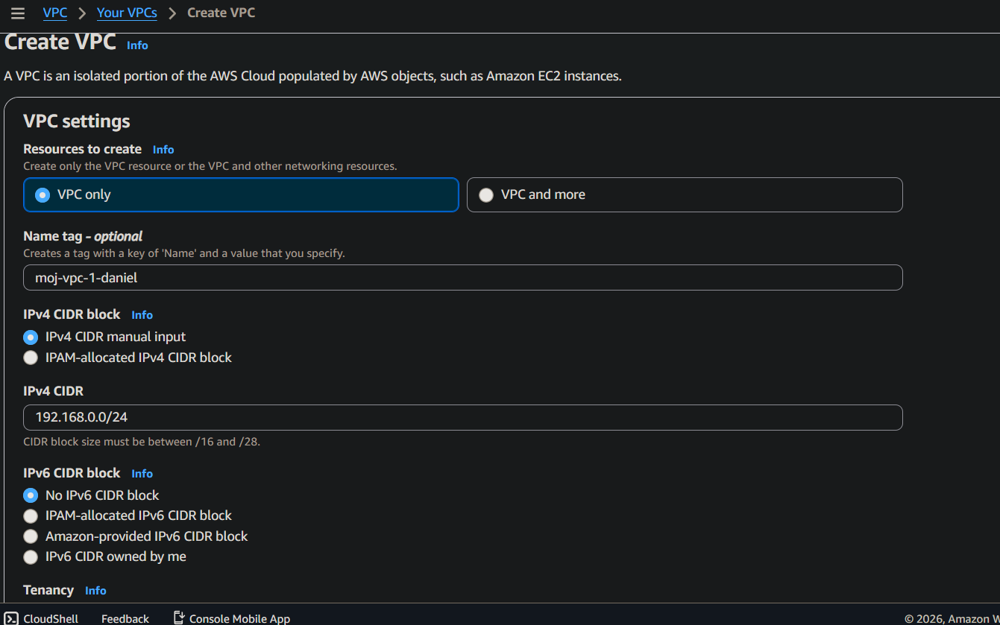 VPC > Your VPCs > Create VPC
Create VPC Info
A VPC is an isolated portion of the AWS Cloud populated by AWS objects, such as Amazon EC2 instances.
VPC settings
Resources to create Info
Create only the VPC resource or the VPC and other networking resources.
VPC only VPC and more
Name tag - optional
Creates a tag with a key of 'Name' and a value that you specify.
moj-vpc-1-daniel
IPv4 CIDR block Info
IPv4 CIDR manual input
IPAM-allocated IPv4 CIDR block
IPv4 CIDR
192.168.0.0/24
CIDR block size must be between /16 and /28.
IPv6 CIDR block Info
No IPv6 CIDR block
IPAM-allocated IPv6 CIDR block
Amazon-provided IPv6 CIDR block
IPv6 CIDR owned by me
Tenancy Info
CloudShell Feedback Console Mobile App © 2026, Amazon W